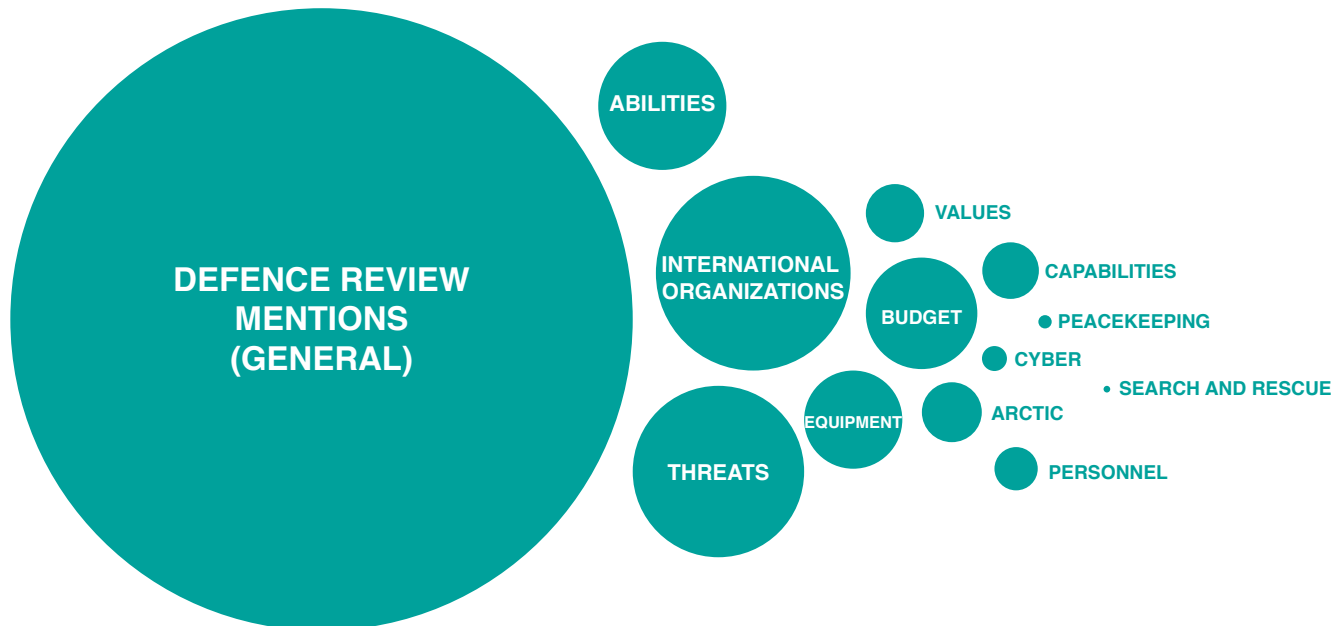 DEFENCE REVIEW
MENTIONS
(GENERAL)
ABILITIES
INTERNATIONAL
ORGANIZATIONS
THREATS
VALUES
BUDGET
EQUIPMENT
CAPABILITIES
PEACEKEEPING
CYBER
SEARCH AND RESCUE
ARCTIC
PERSONNEL